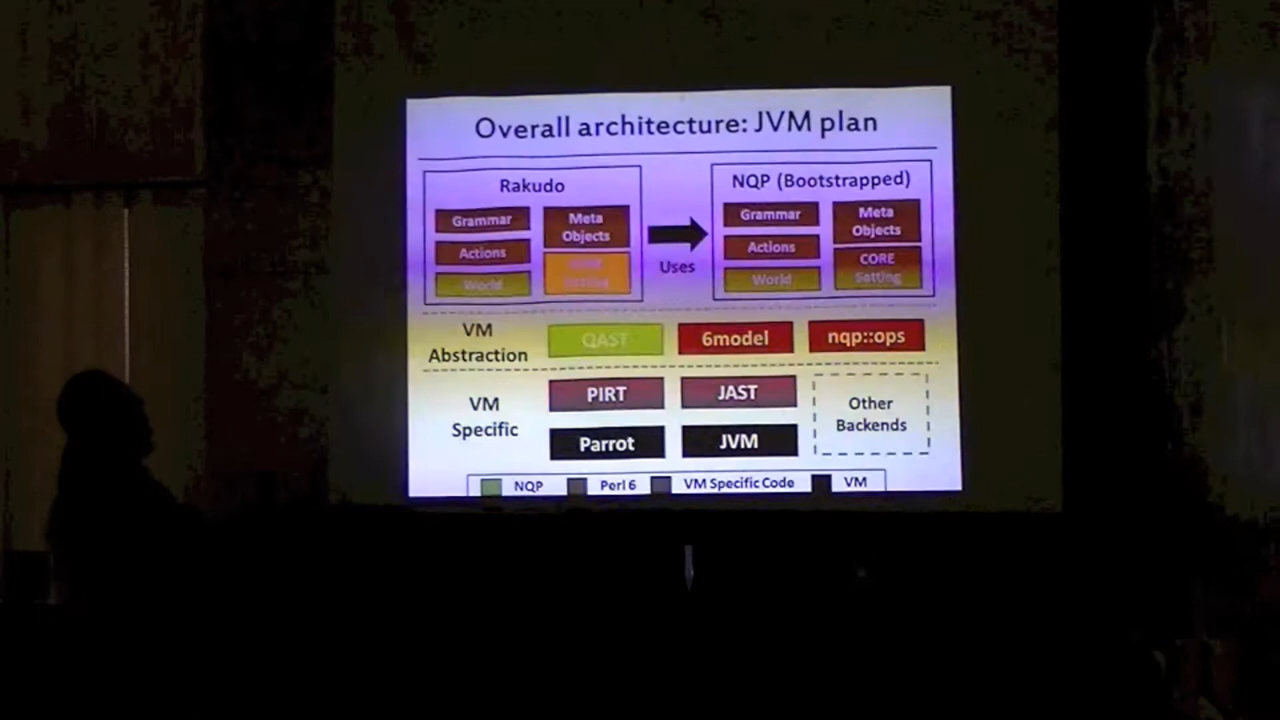 Overall architecture: JVM plan
Rakudo
Grammar
Meta
Objects
Actions
World
Uses
NQP (Bootstrapped)
Grammar
Meta
Objects
Actions
CORE
Setting
World
VM
Abstraction
QAST
6model
nqp::ops
VM
Specific
PIRT
JAST
Other
Backends
Parrot
JVM
NQP
Perl 6
VM Specific Code
VM